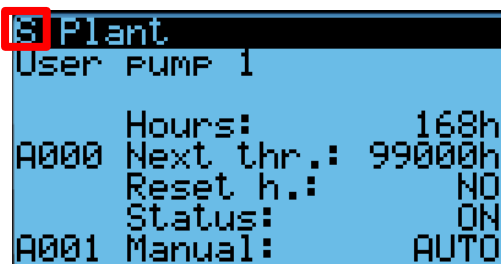 S Plant
User pump 1
Hours: 168h
A000 Next thr.: 99000h
Reset h.: NO
Status: ON
A001 Manual: AUTO